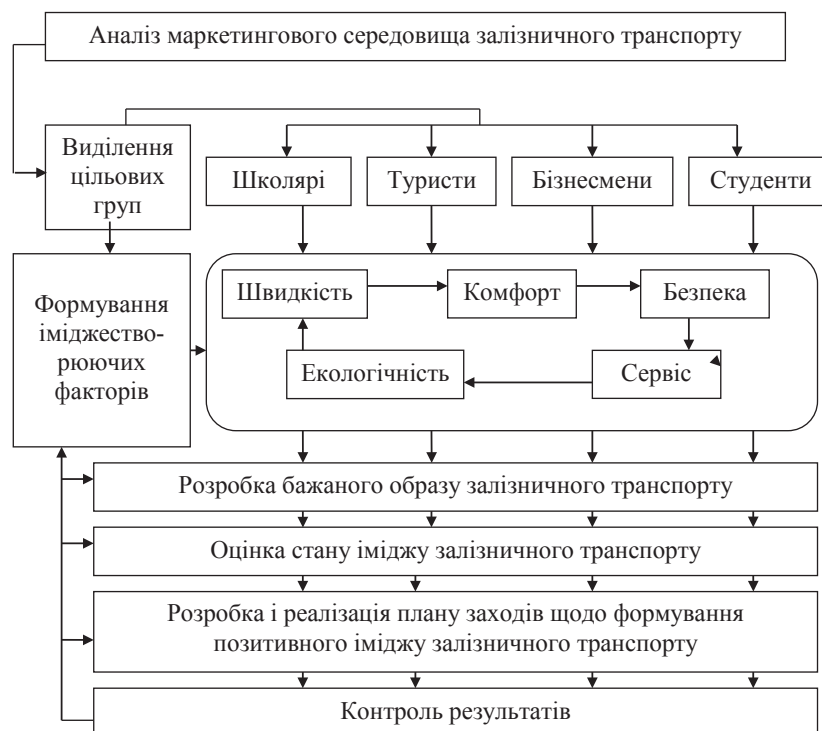 Аналіз маркетингового середовища залізничного транспорту
Виділення
цільових
груп
Школярі
Туристи
Бізнесмени
Студенти
Формування
іміджество-
рюючих
факторів
Швидкість
Комфорт
Безпека
Екологічність
Сервіс
Розробка бажаного образу залізничного транспорту
Оцінка стану іміджу залізничного транспорту
Розробка і реалізація плану заходів щодо формування
позитивного іміджу залізничного транспорту
Контроль результатів